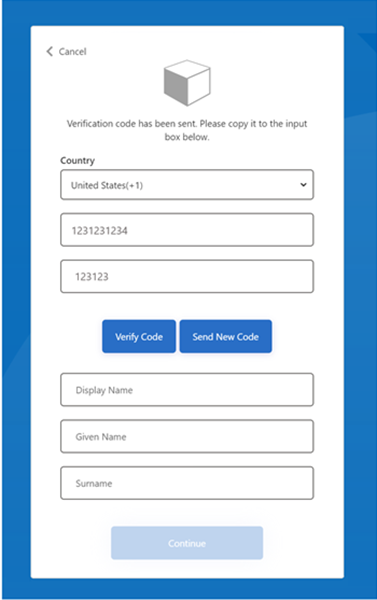 Cancel
Verification code has been sent. Please copy it to the input
box below.
Country
United States(+1)
1231231234
123123
Verify Code
Send New Code
Display Name
Given Name
Surname
Continue